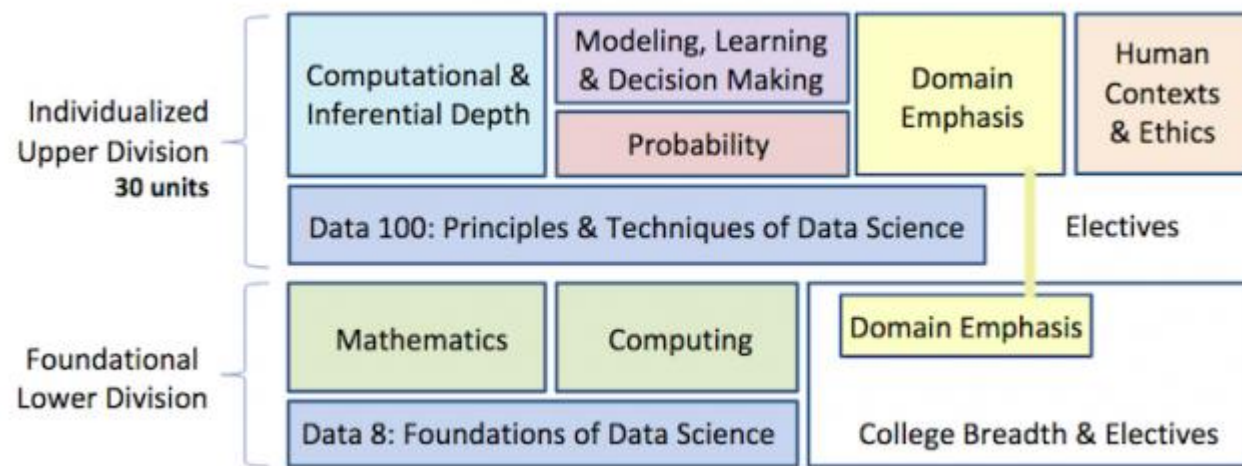 Individualized
Upper Division
30 units
Computational &
Inferential Depth
Modeling, Learning
& Decision Making
Probability
Domain
Emphasis
Human
Contexts
& Ethics
Data 100: Principles & Techniques of Data Science
Electives
Foundational
Lower Division
Mathematics
Computing
Domain Emphasis
Data 8: Foundations of Data Science
College Breadth & Electives